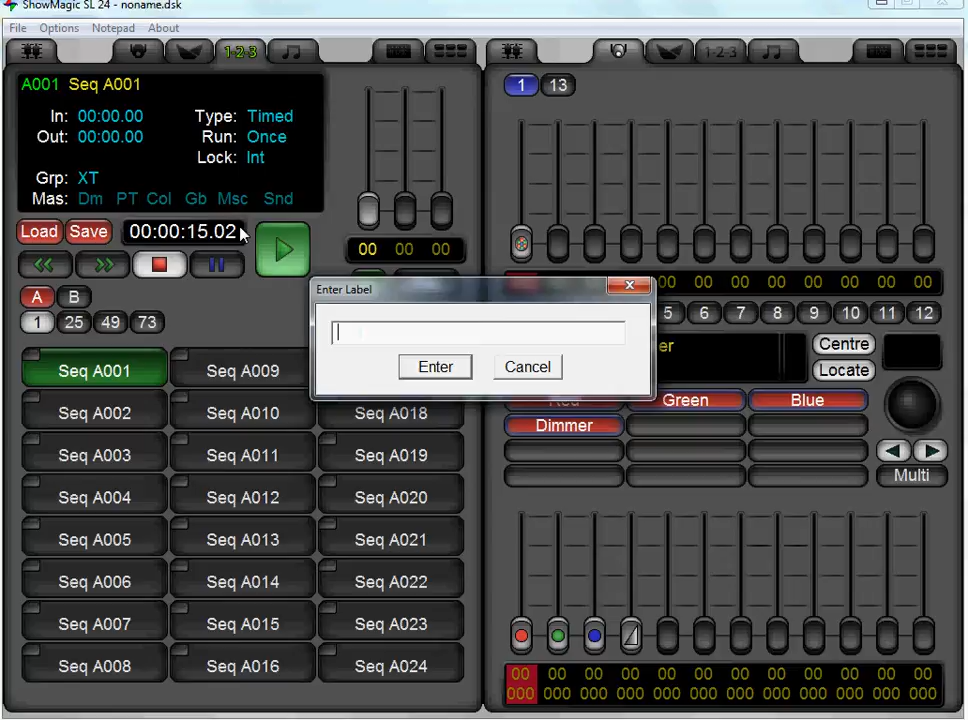 ShowMagic SL 24 - noname.dsk
File Options Notepad About
1-2-3 1-2-3
A001 Seq A001
In: 00:00.00 Type: Timed
Out: 00:00.00 Run: Once
Lock: Int
Grp: XT
Mas: Dm PT Col Gb Msc Snd
Load Save 00:00:15.02
00 00 00
A B
1 25 49 73
Seq A001 Seq A009
Seq A002 Seq A010 Seq A018
Seq A003 Seq A011 Seq A019
Seq A004 Seq A012 Seq A020
Seq A005 Seq A013 Seq A021
Seq A006 Seq A014 Seq A022
Seq A007 Seq A015 Seq A023
Seq A008 Seq A016 Seq A024
Enter Label
Enter Cancel
1 13
00 00 00 00 00 00 00 00
5 6 7 8 9 10 11 12
er
Centre
Locate
Red Green Blue
Dimmer
Multi
00 00 00 00 00 00 00 00 00 00 00 00
000 000 000 000 000 000 000 000 000 000 000 000